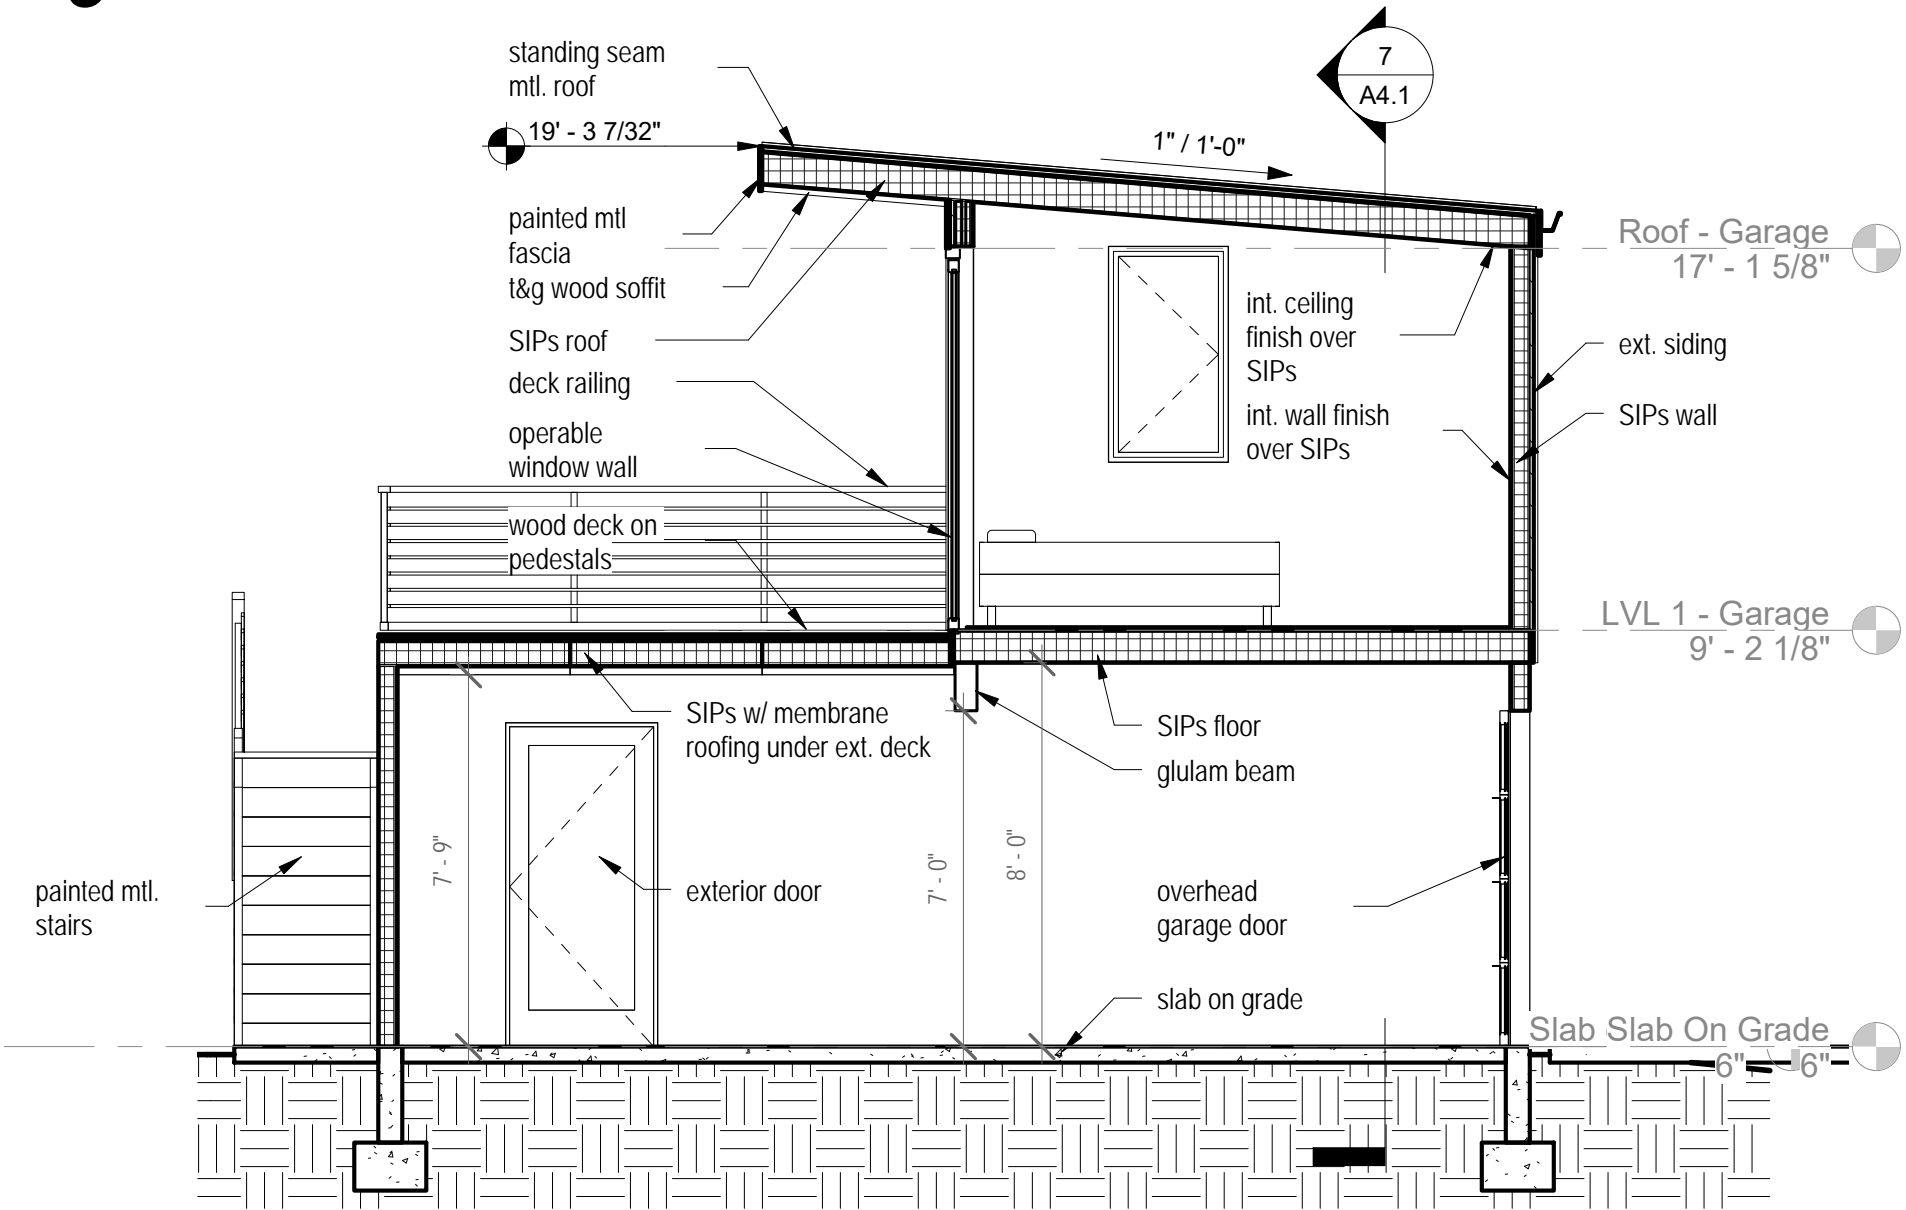 standing seam
mtl. roof
19' - 3 7/32"
7
A4.1
1" / 1'-0"
painted mtl
fascia
t&g wood soffit
SIPs roof
deck railing
operable
window wall
wood deck on
pedestals
Roof - Garage
17' - 1 5/8"
int. ceiling
finish over
SIPs
ext. siding
int. wall finish
over SIPs
SIPs wall
LVL 1 - Garage
9' - 2 1/8"
SIPs w/ membrane
roofing under ext. deck
SIPs floor
glulam beam
7' - 9"
7' - 0"
8' - 0"
painted mtl.
stairs
exterior door
overhead
garage door
slab on grade
Slab Slab On Grade
6" 6"